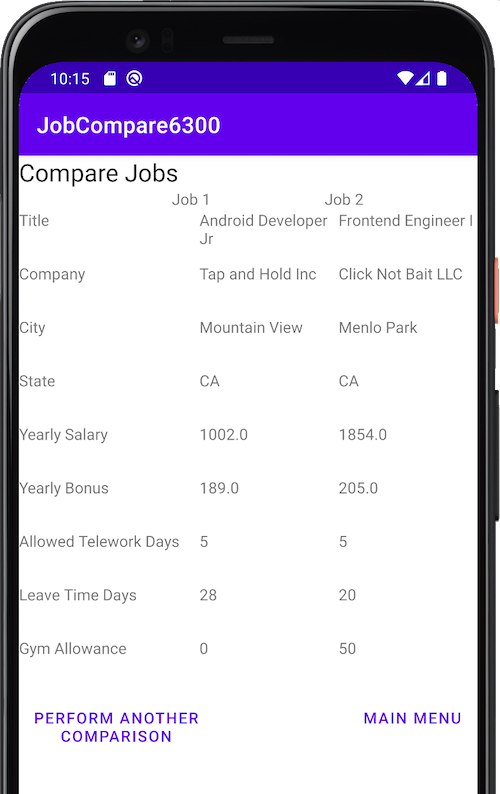 10:15
JobCompare6300
Compare Jobs
Job 1 Job 2
Title Android Developer Jr Frontend Engineer I
Company Tap and Hold Inc Click Not Bait LLC
City Mountain View Menlo Park
State CA CA
Yearly Salary 1002.0 1854.0
Yearly Bonus 189.0 205.0
Allowed Telework Days 5 5
Leave Time Days 28 20
Gym Allowance 0 50
PERFORM ANOTHER MAIN MENU
COMPARISON